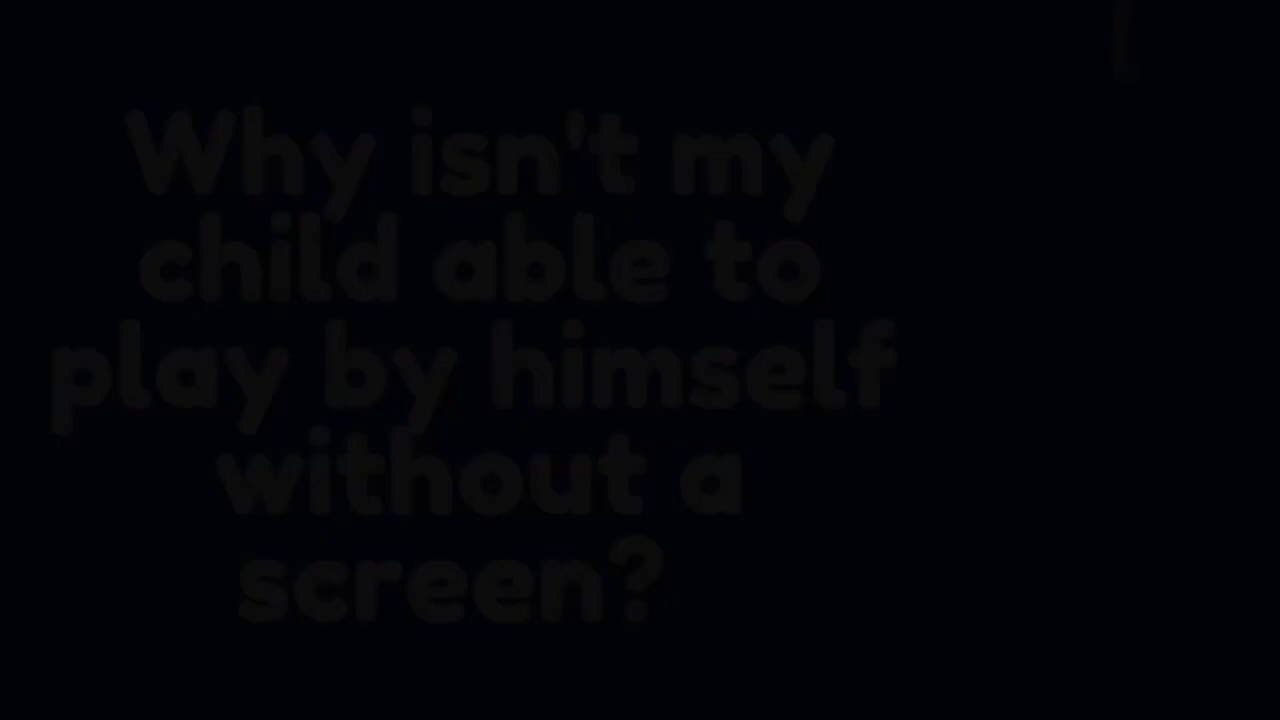 Why isn't my
child able to
play by himself
without a
screen?